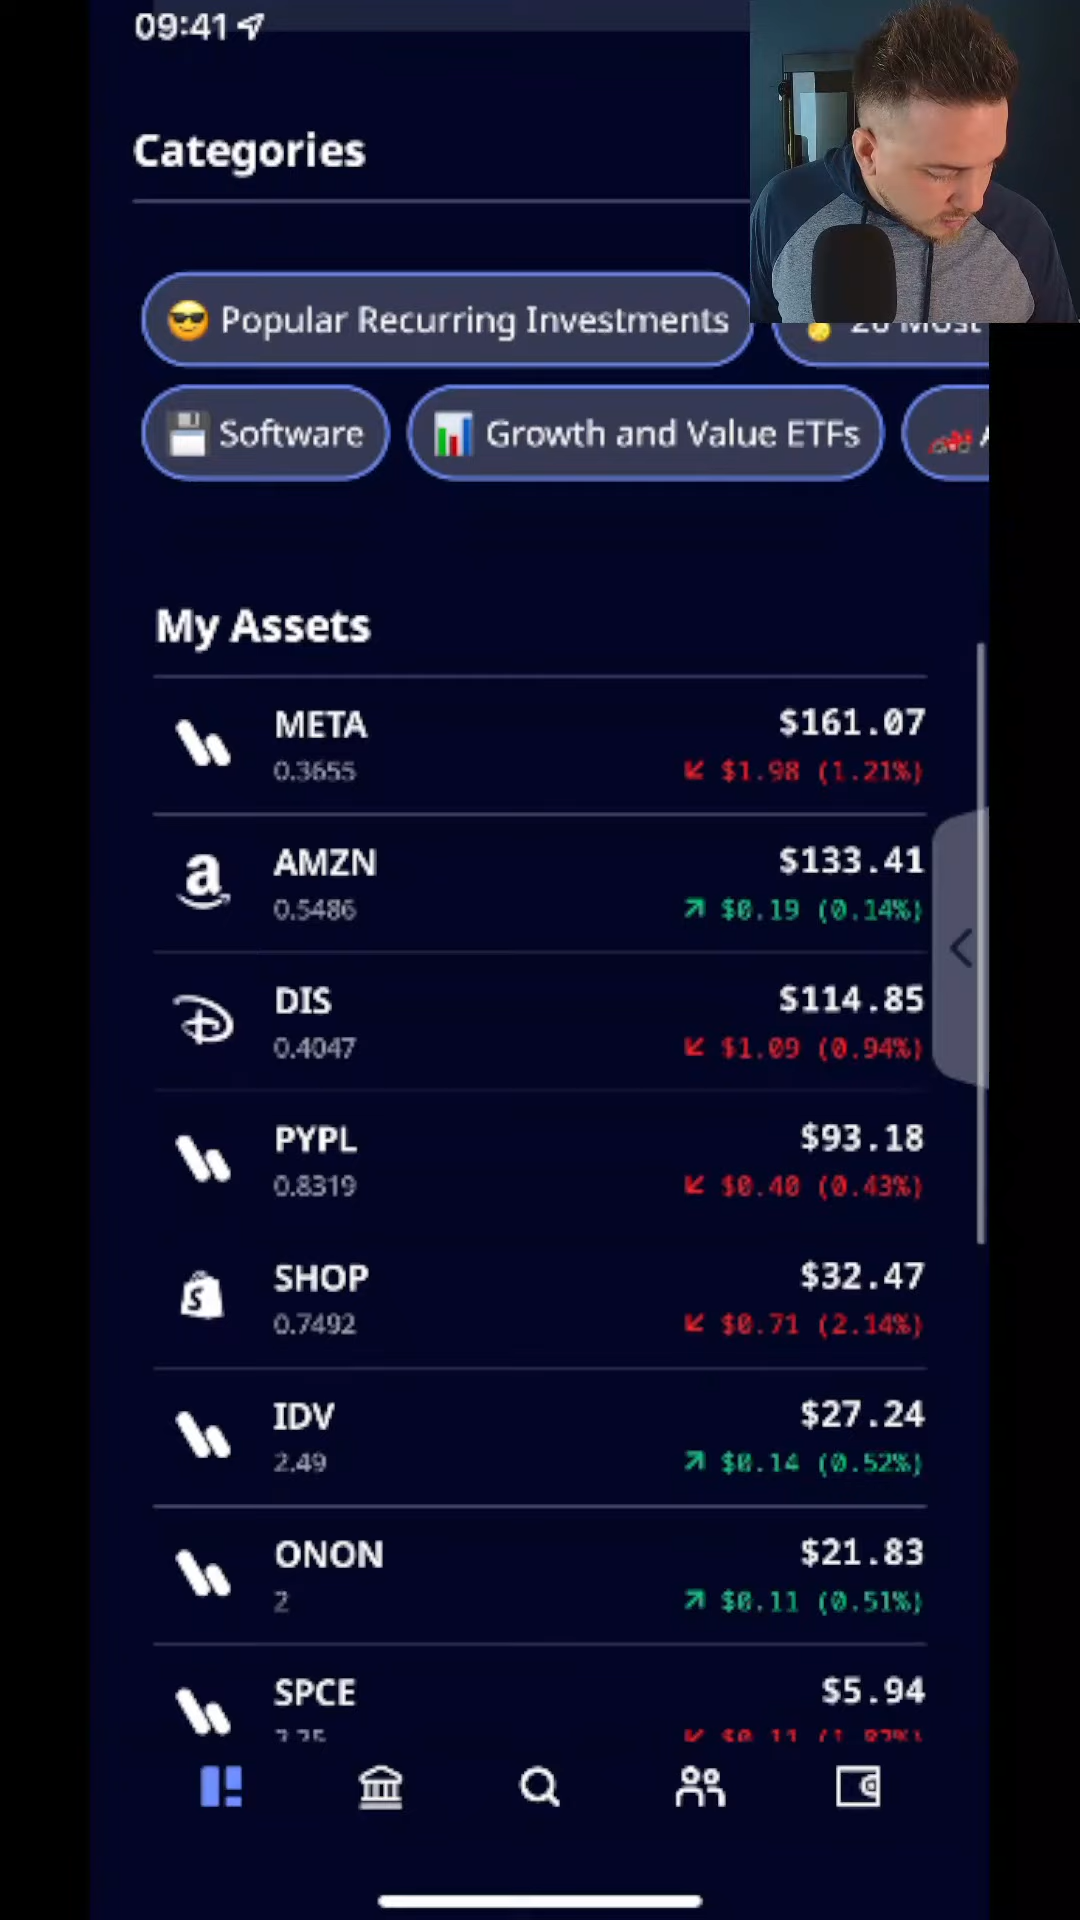 09:41
Categories
😎 Popular Recurring Investments
20 Most
💾 Software
📊 Growth and Value ETFs
My Assets
META
$161.07
0.3655
↙ $1.98 (1.21%)
AMZN
$133.41
0.5486
↗ $0.19 (0.14%)
DIS
$114.85
0.4047
↙ $1.09 (0.94%)
PYPL
$93.18
0.8319
↙ $0.40 (0.43%)
SHOP
$32.47
0.7492
↙ $0.71 (2.14%)
IDV
$27.24
2.49
↗ $0.14 (0.52%)
ONON
$21.83
2
↗ $0.11 (0.51%)
SPCE
$5.94